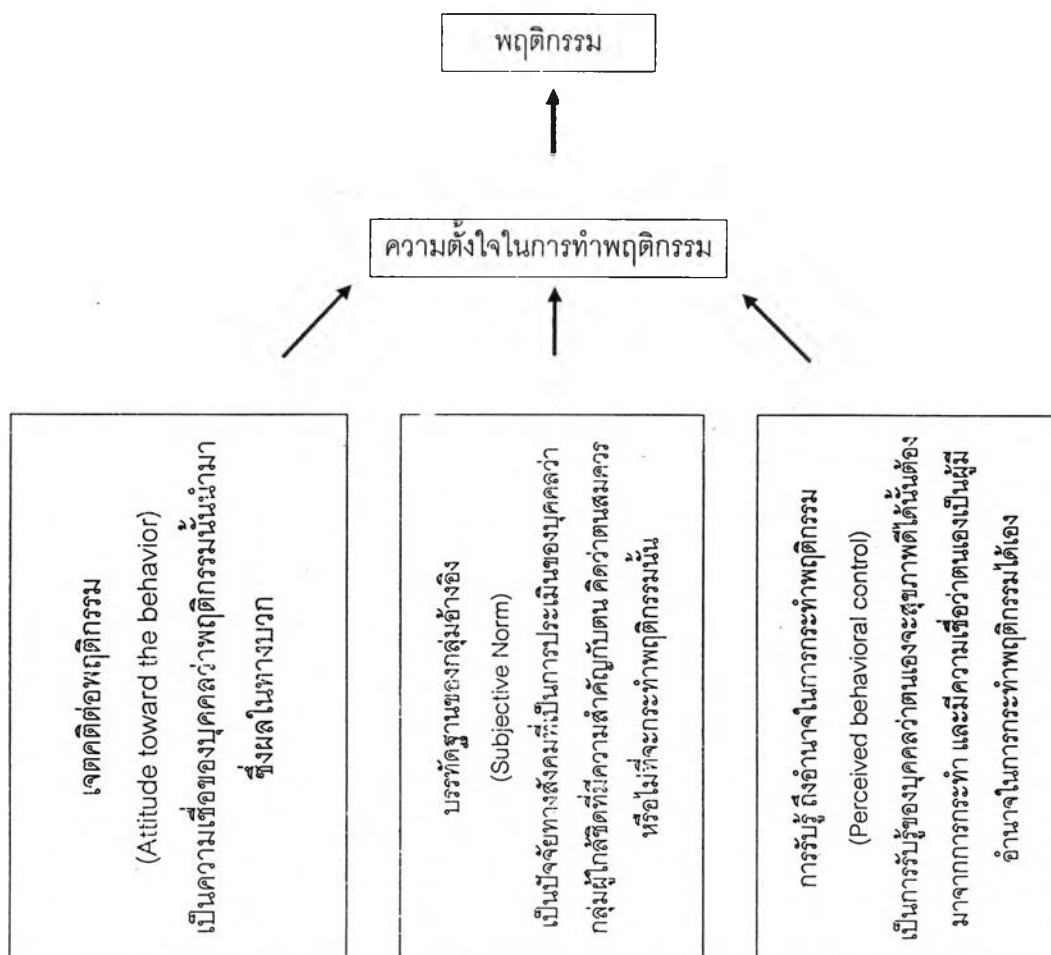 พฤติกรรม
ความตั้งใจในการทำพฤติกรรม
เจตคติต่อพฤติกรรม
(Attitude toward the behavior)
เป็นความเชื่อของบุคคลว่าพฤติกรรมนั้นนำมา
ซึ่งผลในทางบวก
บรรทัดฐานของกลุ่มอ้างอิง
(Subjective Norm)
เป็นปัจจัยทางสังคมที่เป็นการประเมินของบุคคลว่า
กลุ่มผู้ใกล้ชิดที่มีความสำคัญกับตน คิดว่าตนสมควร
หรือไม่ที่จะกระทำพฤติกรรมนั้น
การรับรู้ ถึงอำนาจในการกระทำพฤติกรรม
(Perceived behavioral control)
เป็นการรับรู้ของบุคคลว่าตนเองจะสุขภาพดีได้นั้นต้อง
มาจากการกระทำ และมีความเชื่อว่าตนเองเป็นผู้มี
อำนาจในการกระทำพฤติกรรมได้เอง